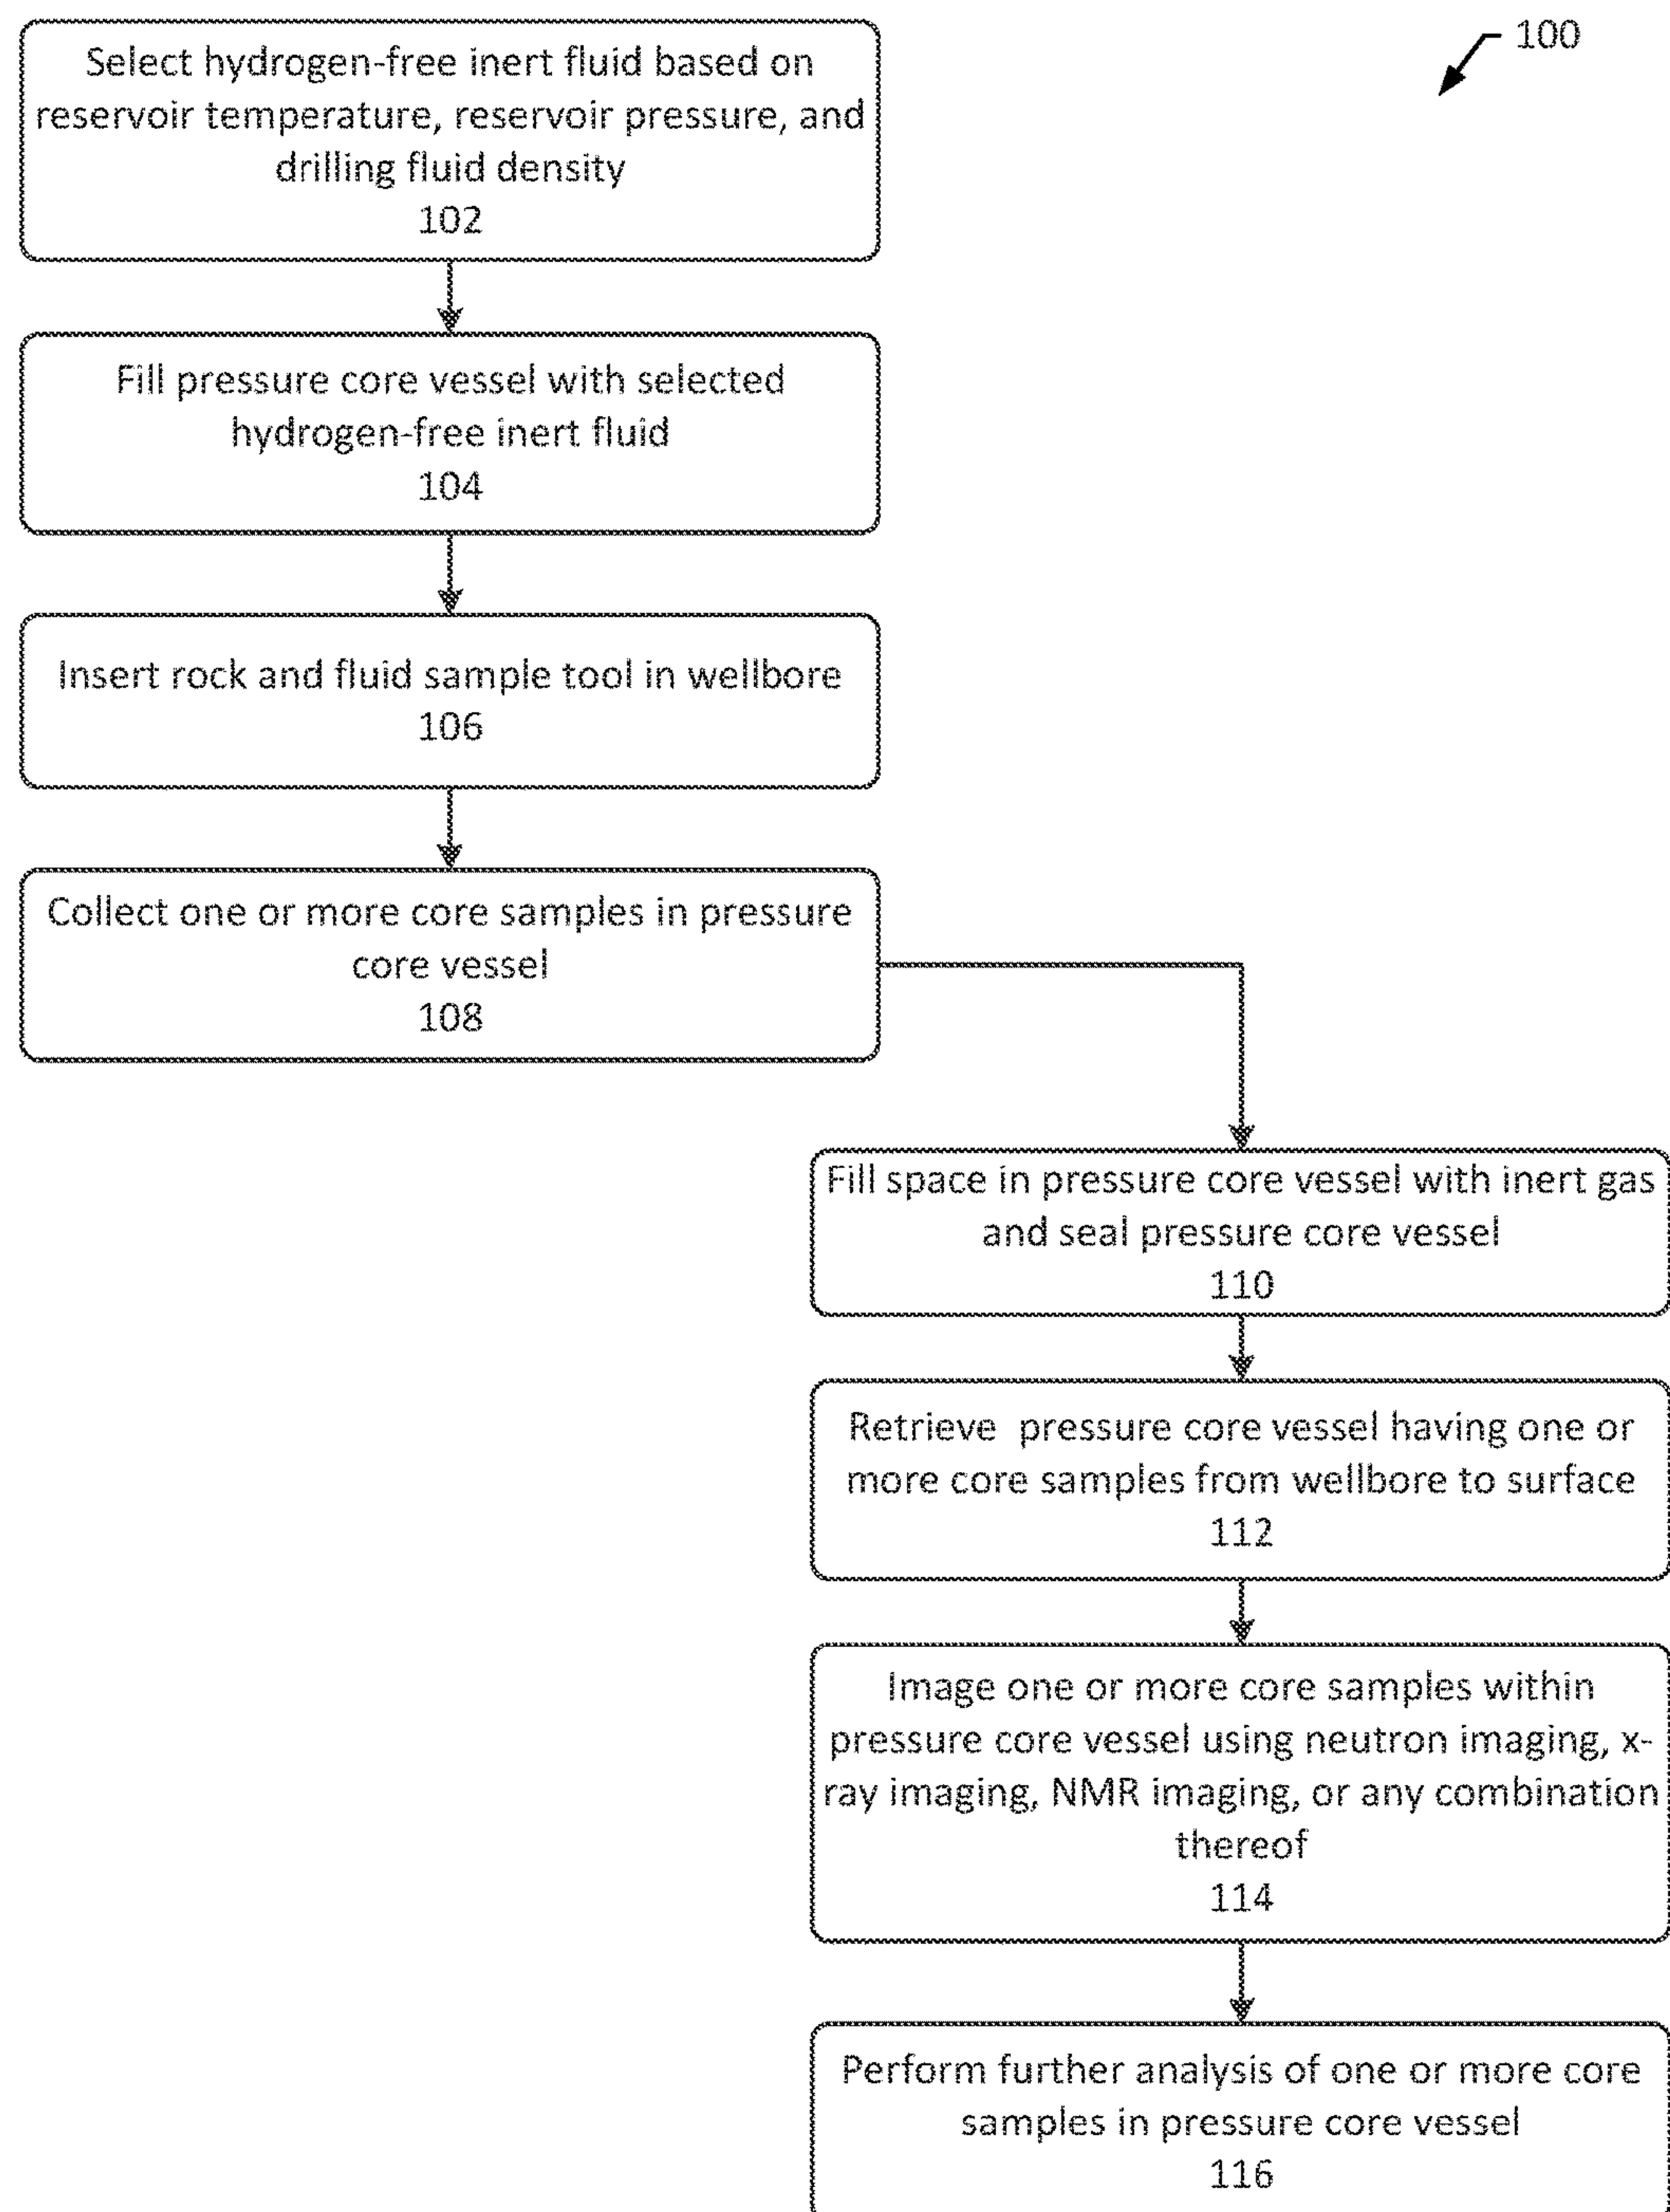 100
Select hydrogen-free inert fluid based on
reservoir temperature, reservoir pressure, and
drilling fluid density
102
Fill pressure core vessel with selected
hydrogen-free inert fluid
104
Insert rock and fluid sample tool in wellbore
106
Collect one or more core samples in pressure
core vessel
108
Fill space in pressure core vessel with inert gas
and seal pressure core vessel
110
Retrieve pressure core vessel having one or
more core samples from wellbore to surface
112
Image one or more core samples within
pressure core vessel using neutron imaging, x-
ray imaging, NMR imaging, or any combination
thereof
114
Perform further analysis of one or more core
samples in pressure core vessel
116